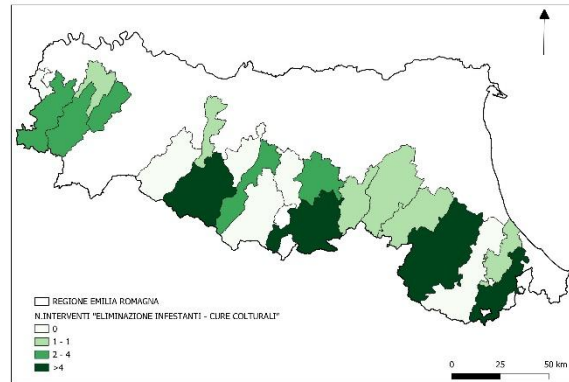 REGIONE EMILIA ROMAGNA
N.INTERVENTI "ELIMINAZIONE INFESTANTI - CURE COLTURALI"
0
1 - 1
2 - 4
>4
0 25 50 km